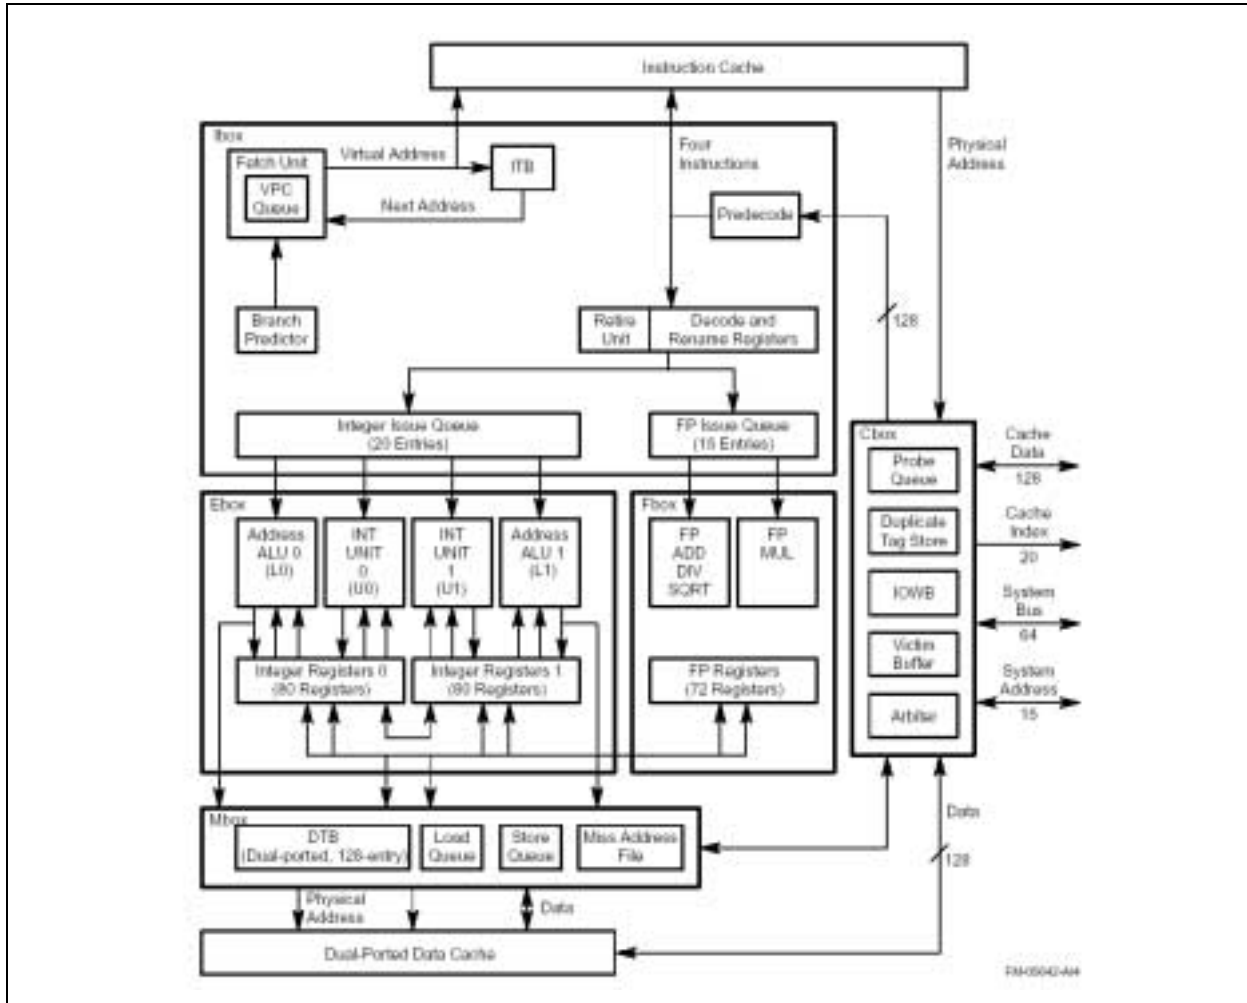 Instruction Cache
Ibox
Fetch Unit
VPC
Queue
Virtual Address
ITB
Next Address
Four
Instructions
Physical
Address
Predecode
Branch
Predictor
Retire
Unit
Decode and
Rename Registers
128
Integer Issue Queue
(20 Entries)
FP Issue Queue
(15 Entries)
Ebox
Address
ALU 0
(L0)
INT
UNIT
0
(U0)
INT
UNIT
1
(U1)
Address
ALU 1
(L1)
Integer Registers 0
(80 Registers)
Integer Registers 1
(80 Registers)
Fbox
FP
ADD
DIV
SQRT
FP
MUL
FP Registers
(72 Registers)
Cbox
Probe
Queue
Duplicate
Tag Store
IOWB
Victim
Buffer
Arbiter
Cache
Data
128
Cache
Index
20
System
Bus
64
System
Address
15
Mbox
DTB
(Dual-ported, 128-entry)
Load
Queue
Store
Queue
Miss Address
File
Physical
Address
Data
Data
128
Dual-Ported Data Cache